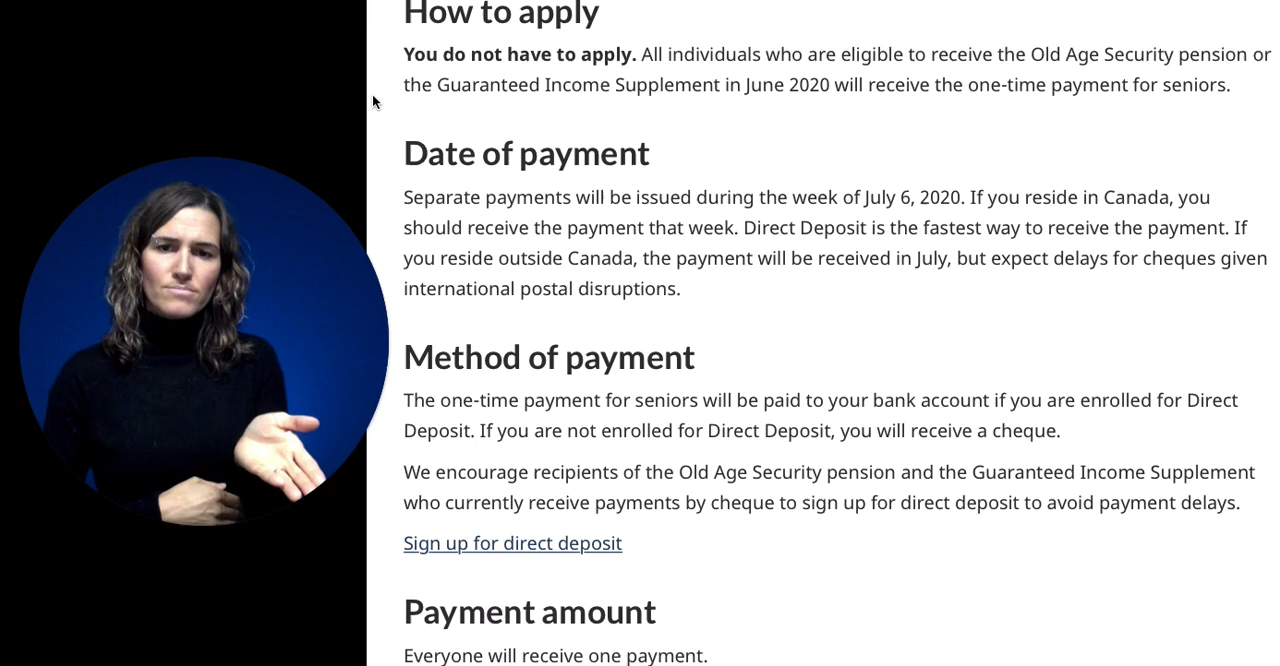 How to apply
You do not have to apply. All individuals who are eligible to receive the Old Age Security pension or
the Guaranteed Income Supplement in June 2020 will receive the one-time payment for seniors.
Date of payment
Separate payments will be issued during the week of July 6, 2020. If you reside in Canada, you
should receive the payment that week. Direct Deposit is the fastest way to receive the payment. If
you reside outside Canada, the payment will be received in July, but expect delays for cheques given
international postal disruptions.
Method of payment
The one-time payment for seniors will be paid to your bank account if you are enrolled for Direct
Deposit. If you are not enrolled for Direct Deposit, you will receive a cheque.
We encourage recipients of the Old Age Security pension and the Guaranteed Income Supplement
who currently receive payments by cheque to sign up for direct deposit to avoid payment delays.
Sign up for direct deposit
Payment amount
Everyone will receive one payment.